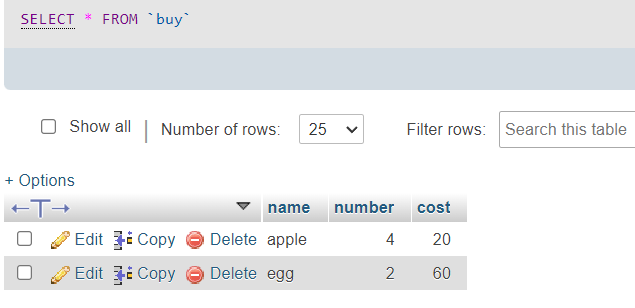 SELECT * FROM `buy`
Show all | Number of rows: 25 Filter rows: Search this table
+ Options
←T→ name number cost
Edit Copy Delete apple 4 20
Edit Copy Delete egg 2 60